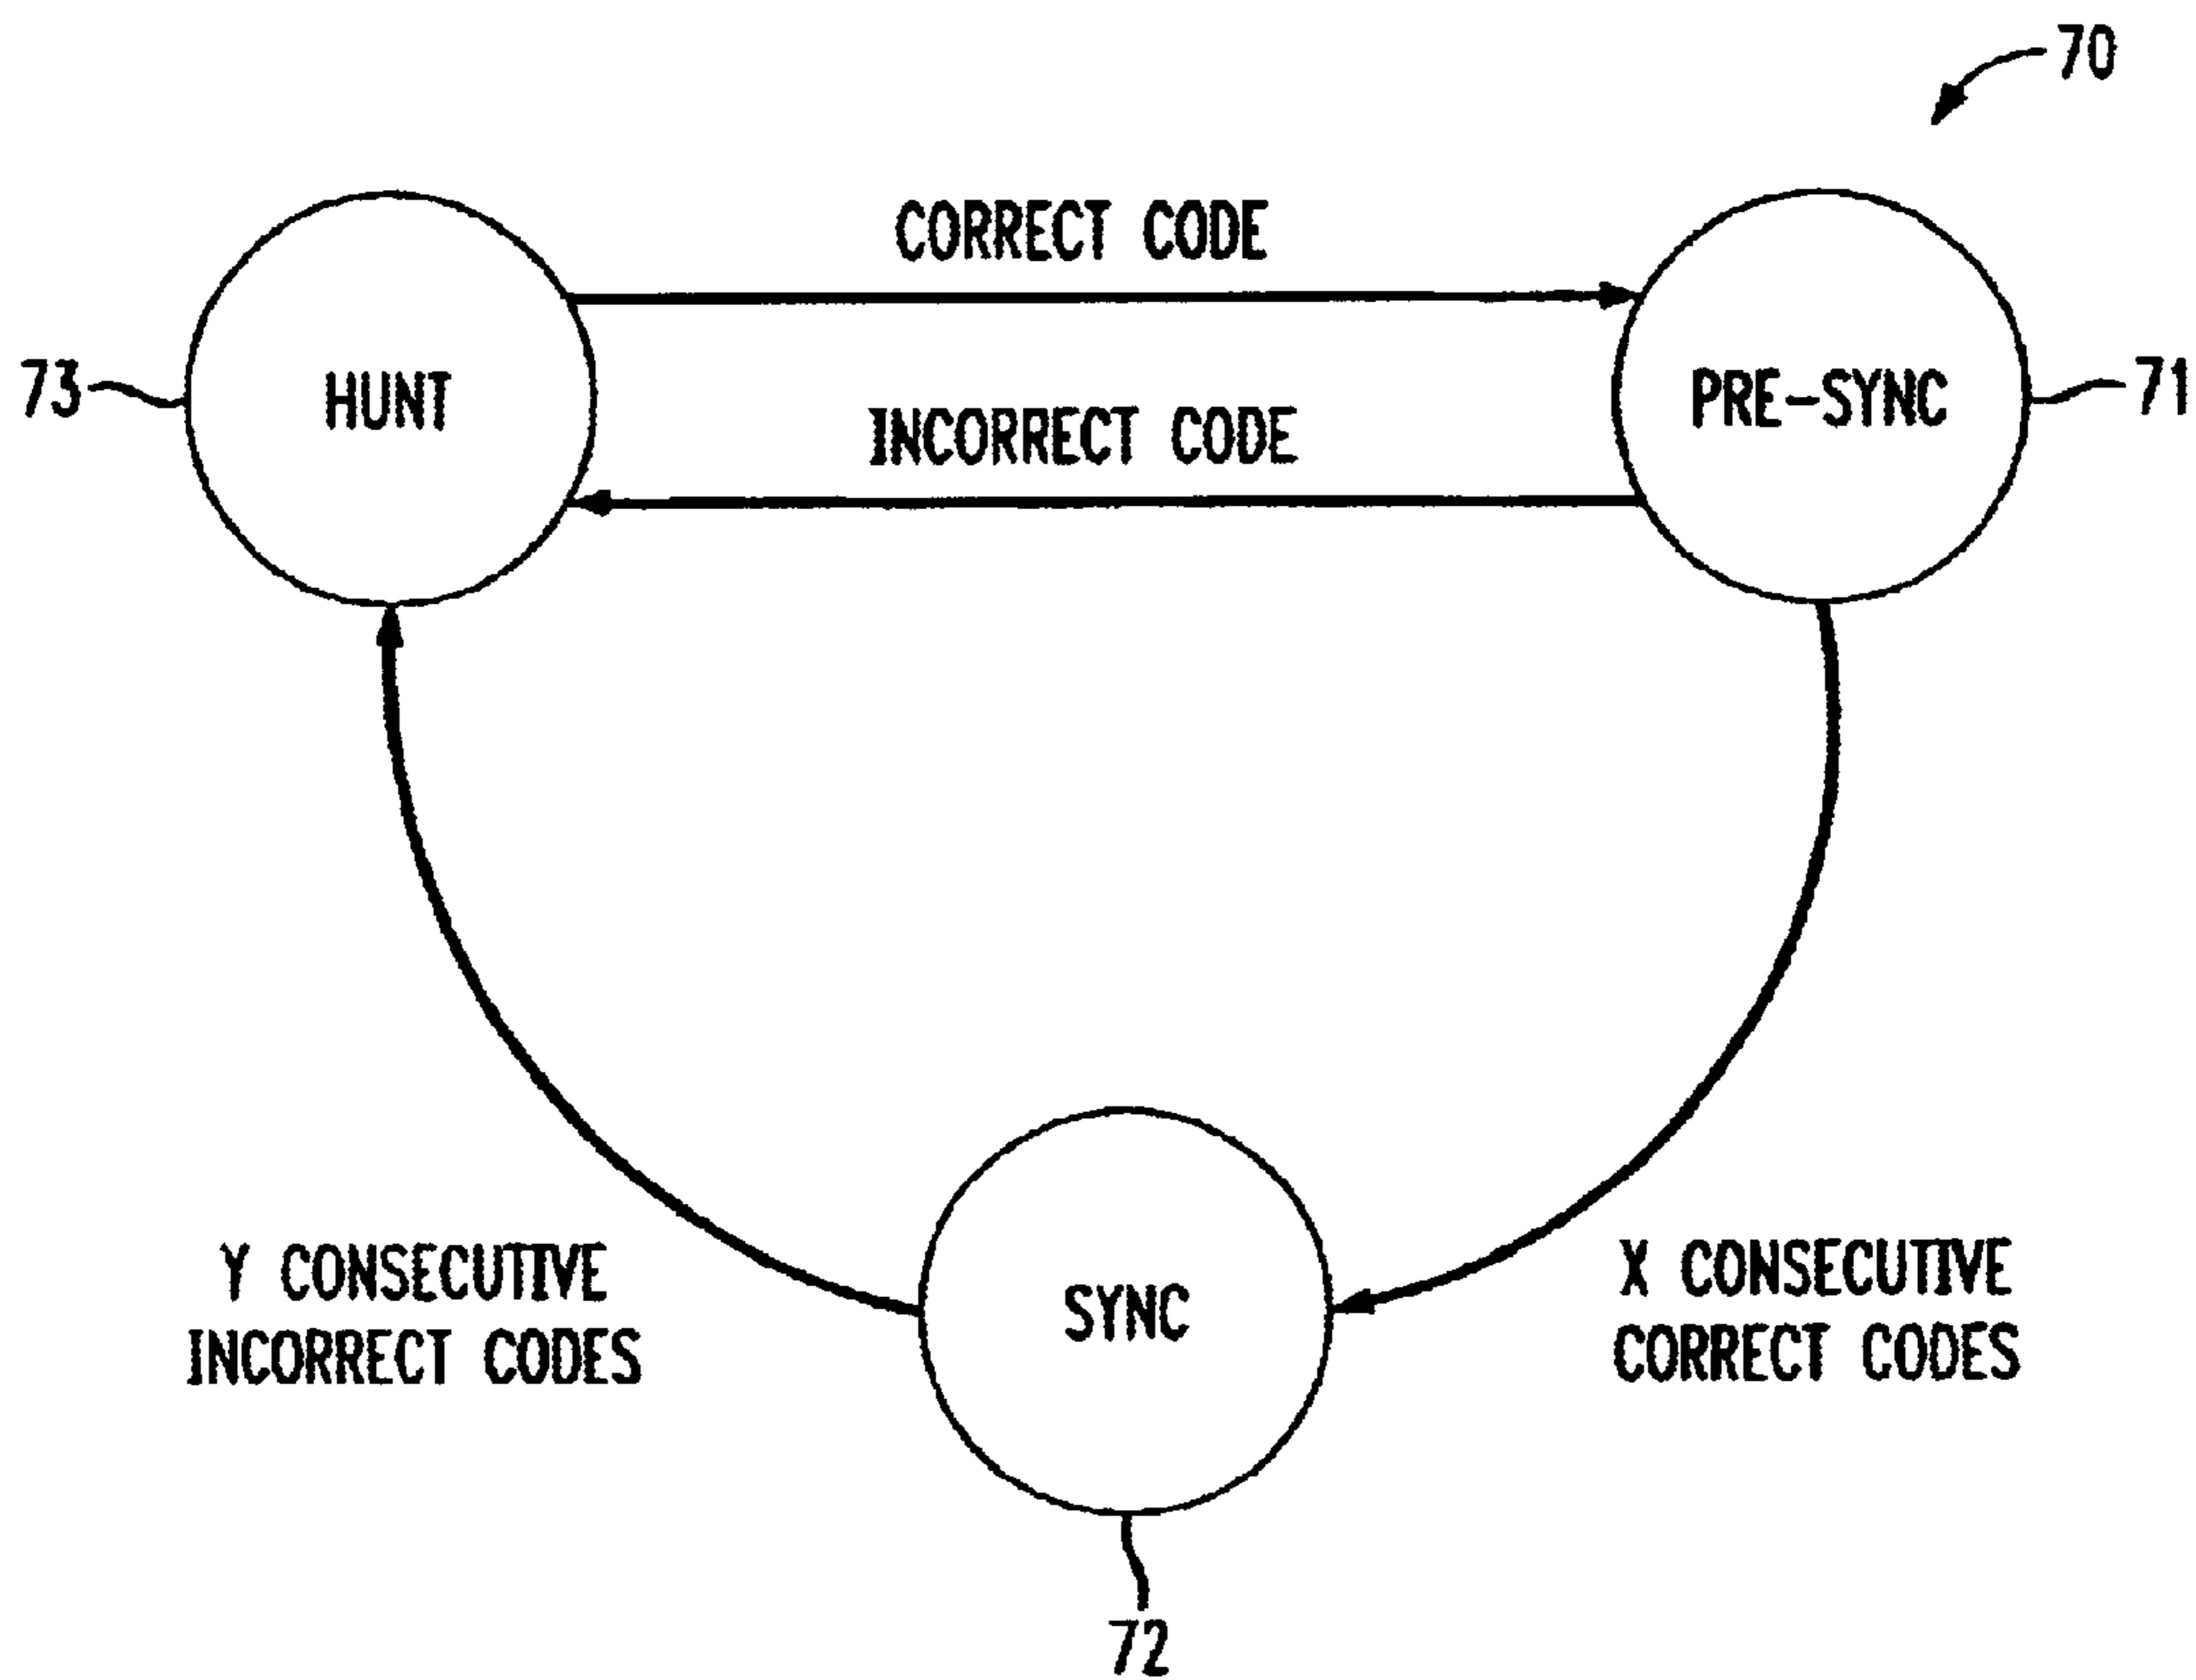 70
CORRECT CODE
73
HUNT
PRE-SYNC
71
INCORRECT CODE
Y CONSECUTIVE
INCORRECT CODES
SYNC
X CONSECUTIVE
CORRECT CODES
72